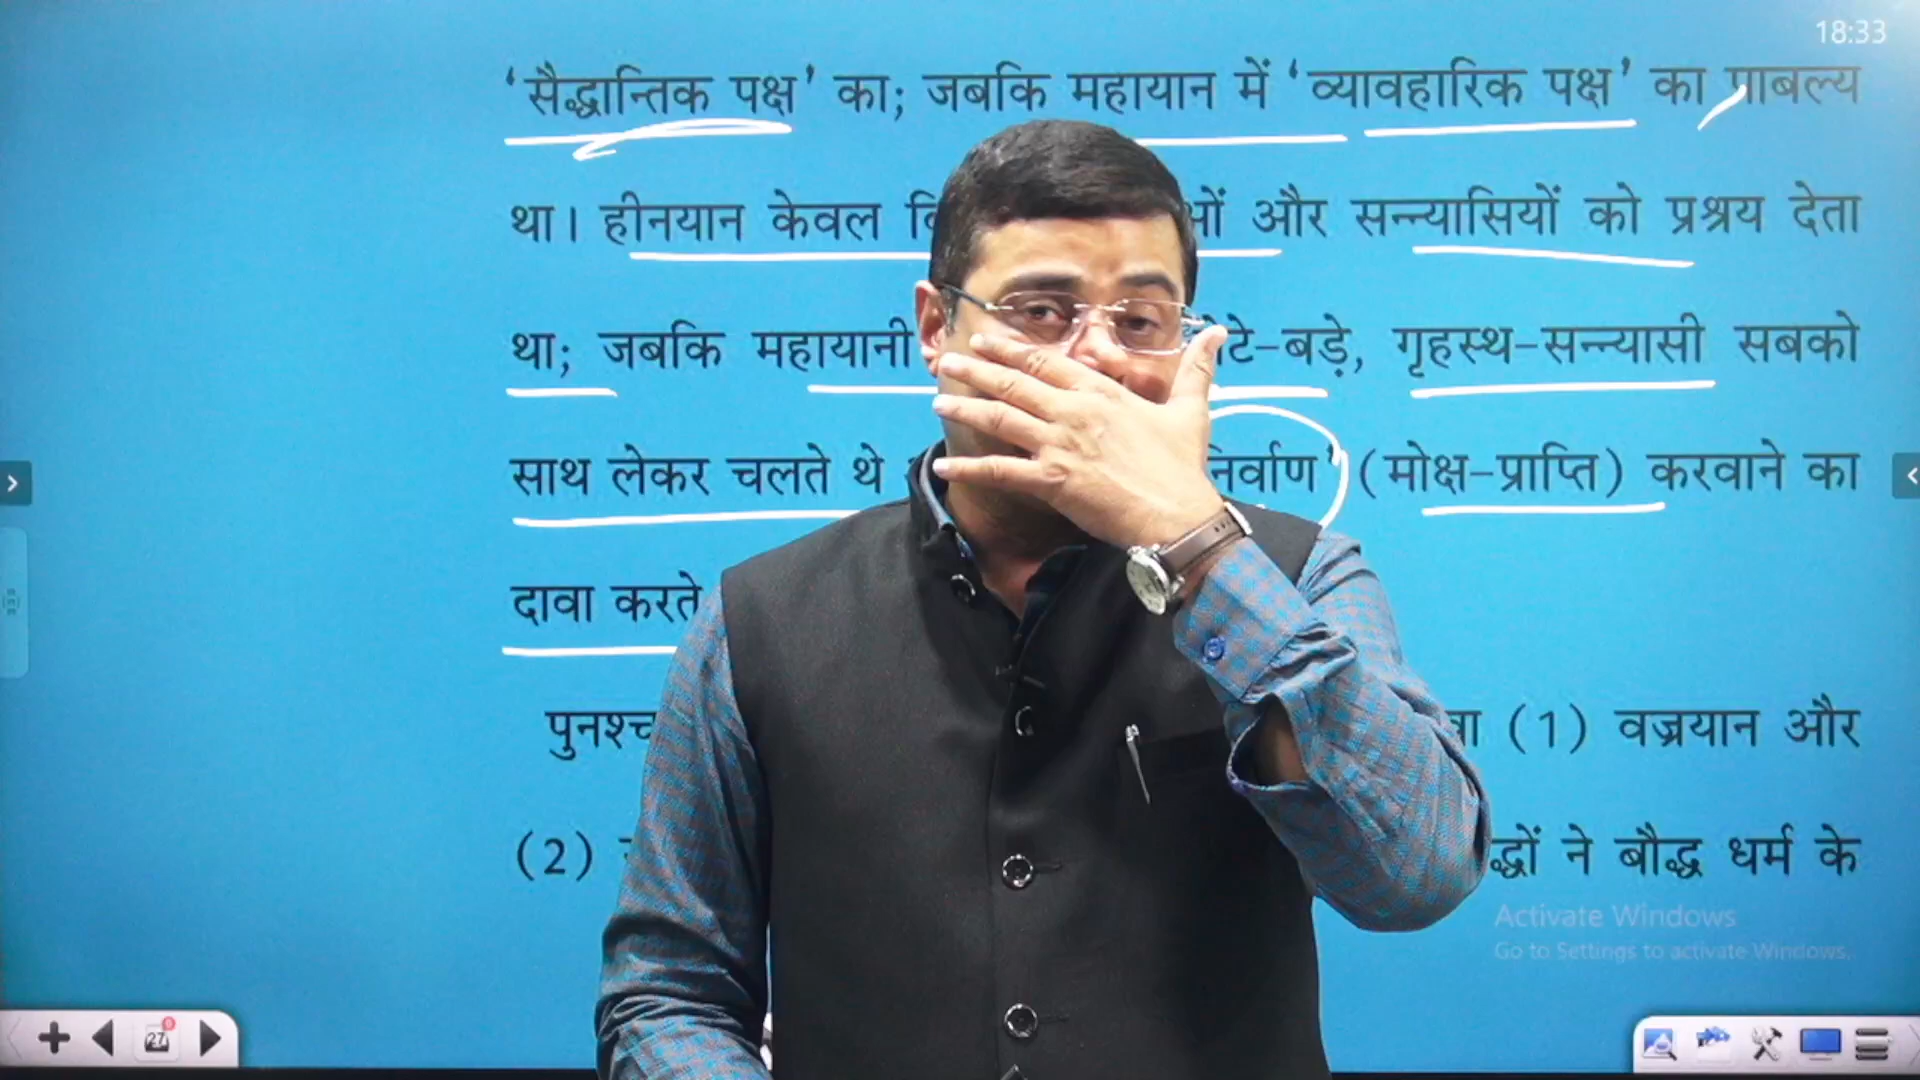 18:33
‘सैद्धान्तिक पक्ष’ का; जबकि महायान में ‘व्यावहारिक पक्ष’ का प्राबल्य
था। हीनयान केवल और सन्न्यासियों को प्रश्रय देता
था; जबकि महायानी गृहस्थ-सन्न्यासी सबको
साथ लेकर चलते थे (मोक्ष-प्राप्ति) करवाने का
दावा करते
(1) वज्रयान और
(2) ने बौद्ध धर्म के
Activate Windows
Go to Settings to activate Windows.
27